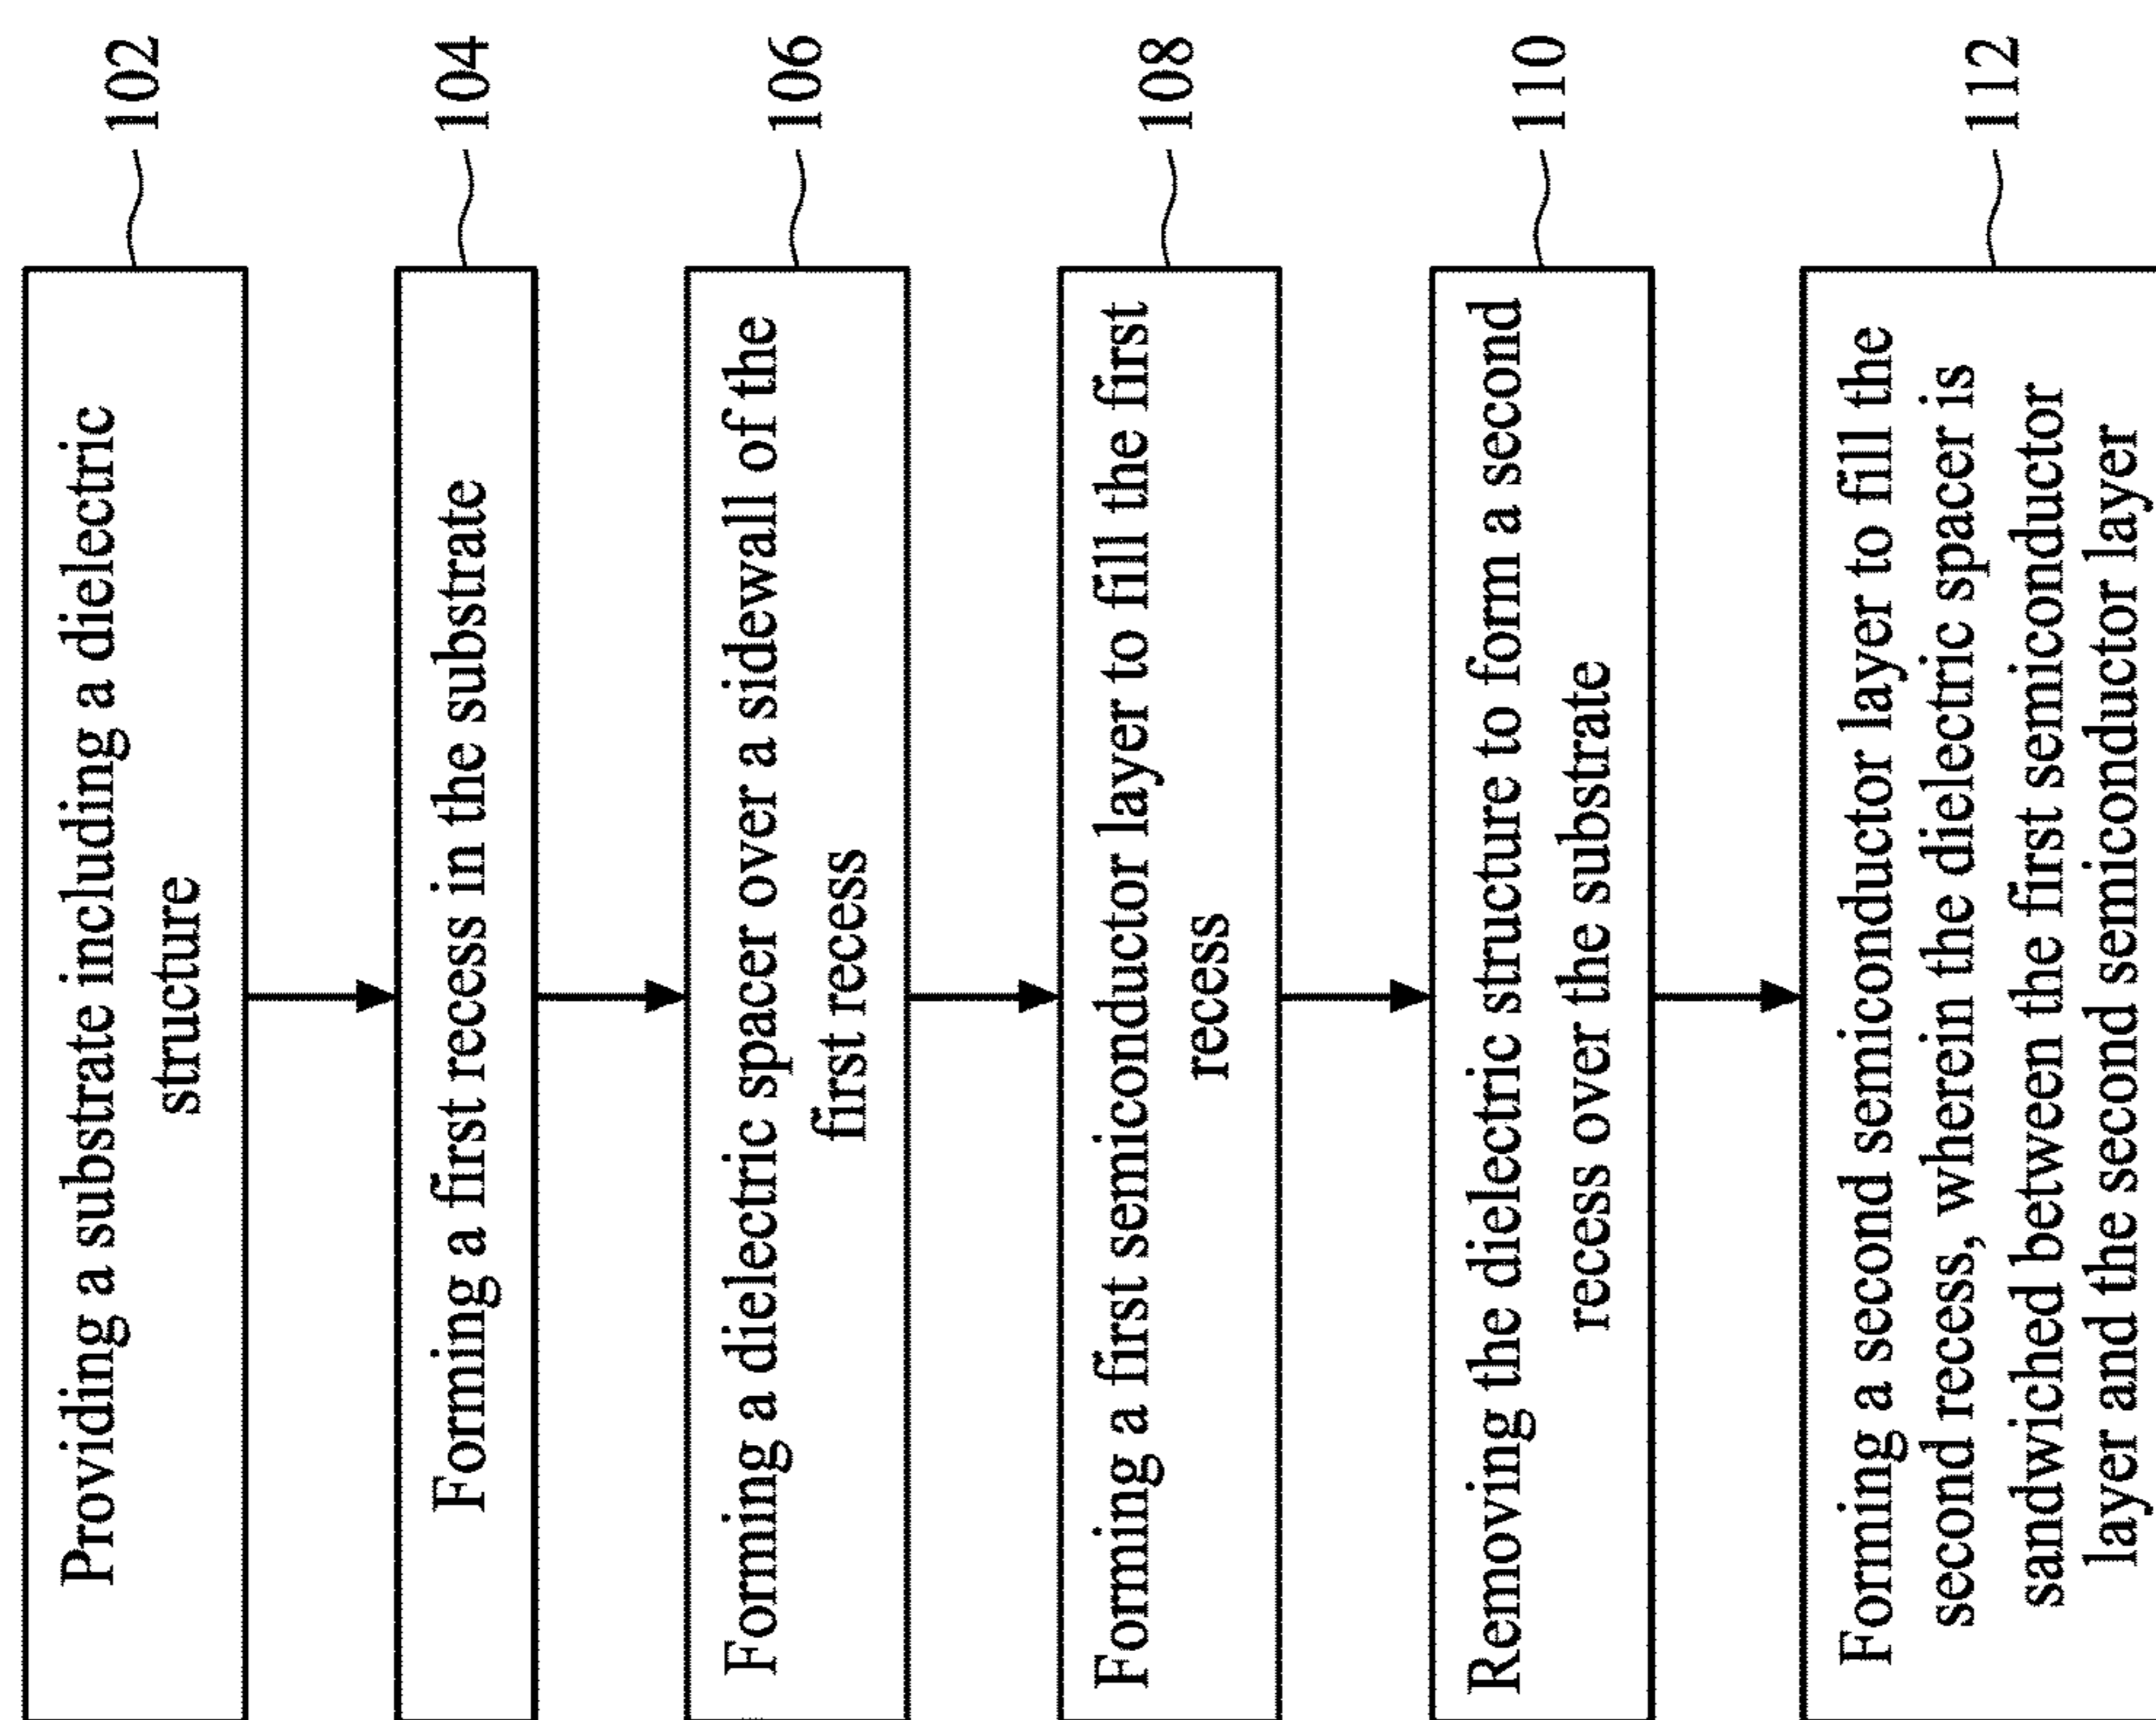 Providing a substrate including a dielectric
structure
102
Forming a first recess in the substrate
104
Forming a dielectric spacer over a sidewall of the
first recess
106
Forming a first semiconductor layer to fill the first
recess
108
Removing the dielectric structure to form a second
recess over the substrate
110
Forming a second semiconductor layer to fill the
second recess, wherein the dielectric spacer is
sandwiched between the first semiconductor
layer and the second semiconductor layer
112